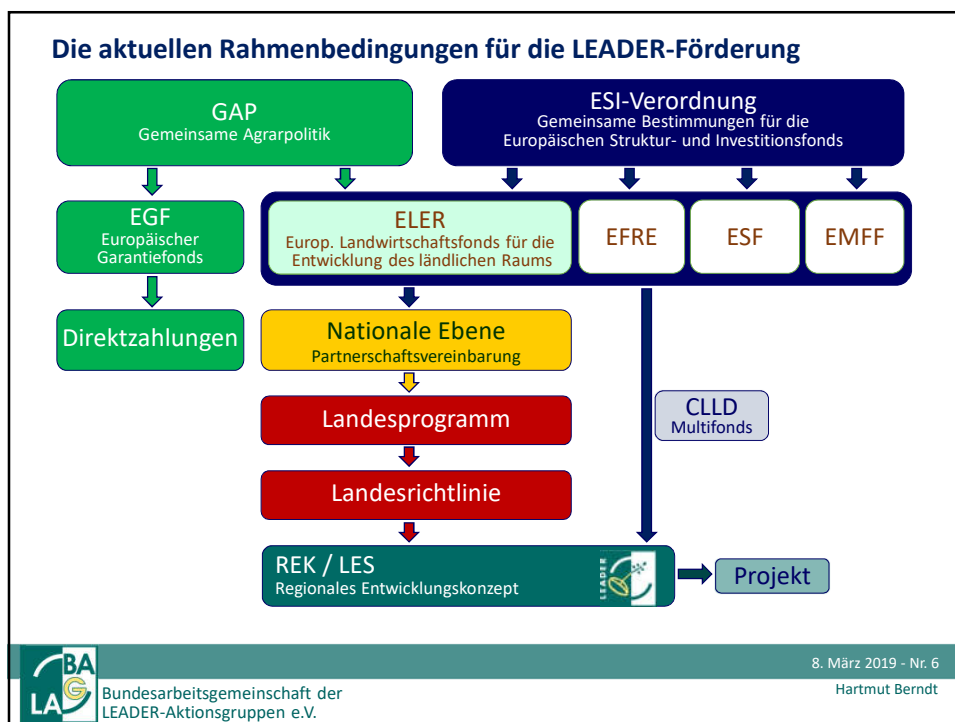 Die aktuellen Rahmenbedingungen für die LEADER-Förderung
GAP
Gemeinsame Agrarpolitik
ESI-Verordnung
Gemeinsame Bestimmungen für die
Europäischen Struktur- und Investitionsfonds
EGF
Europäischer
Garantiefonds
ELER
Europ. Landwirtschaftsfonds für die
Entwicklung des ländlichen Raums
EFRE
ESF
EMFF
Direktzahlungen
Nationale Ebene
Partnerschaftsvereinbarung
CLLD
Multifonds
Landesprogramm
Landesrichtlinie
REK / LES
Regionales Entwicklungskonzept
LEADER
Projekt
8. März 2019 - Nr. 6
Hartmut Berndt
BAG
LAG
Bundesarbeitsgemeinschaft der
LEADER-Aktionsgruppen e.V.